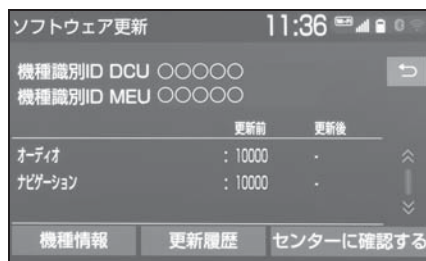 ソフトウェア更新 11:36
機種識別ID DCU ○○○○○
機種識別ID MEU ○○○○○
更新前 更新後
オーディオ : 10000 -
ナビゲーション : 10000 -
機種情報 更新履歴 センターに確認する